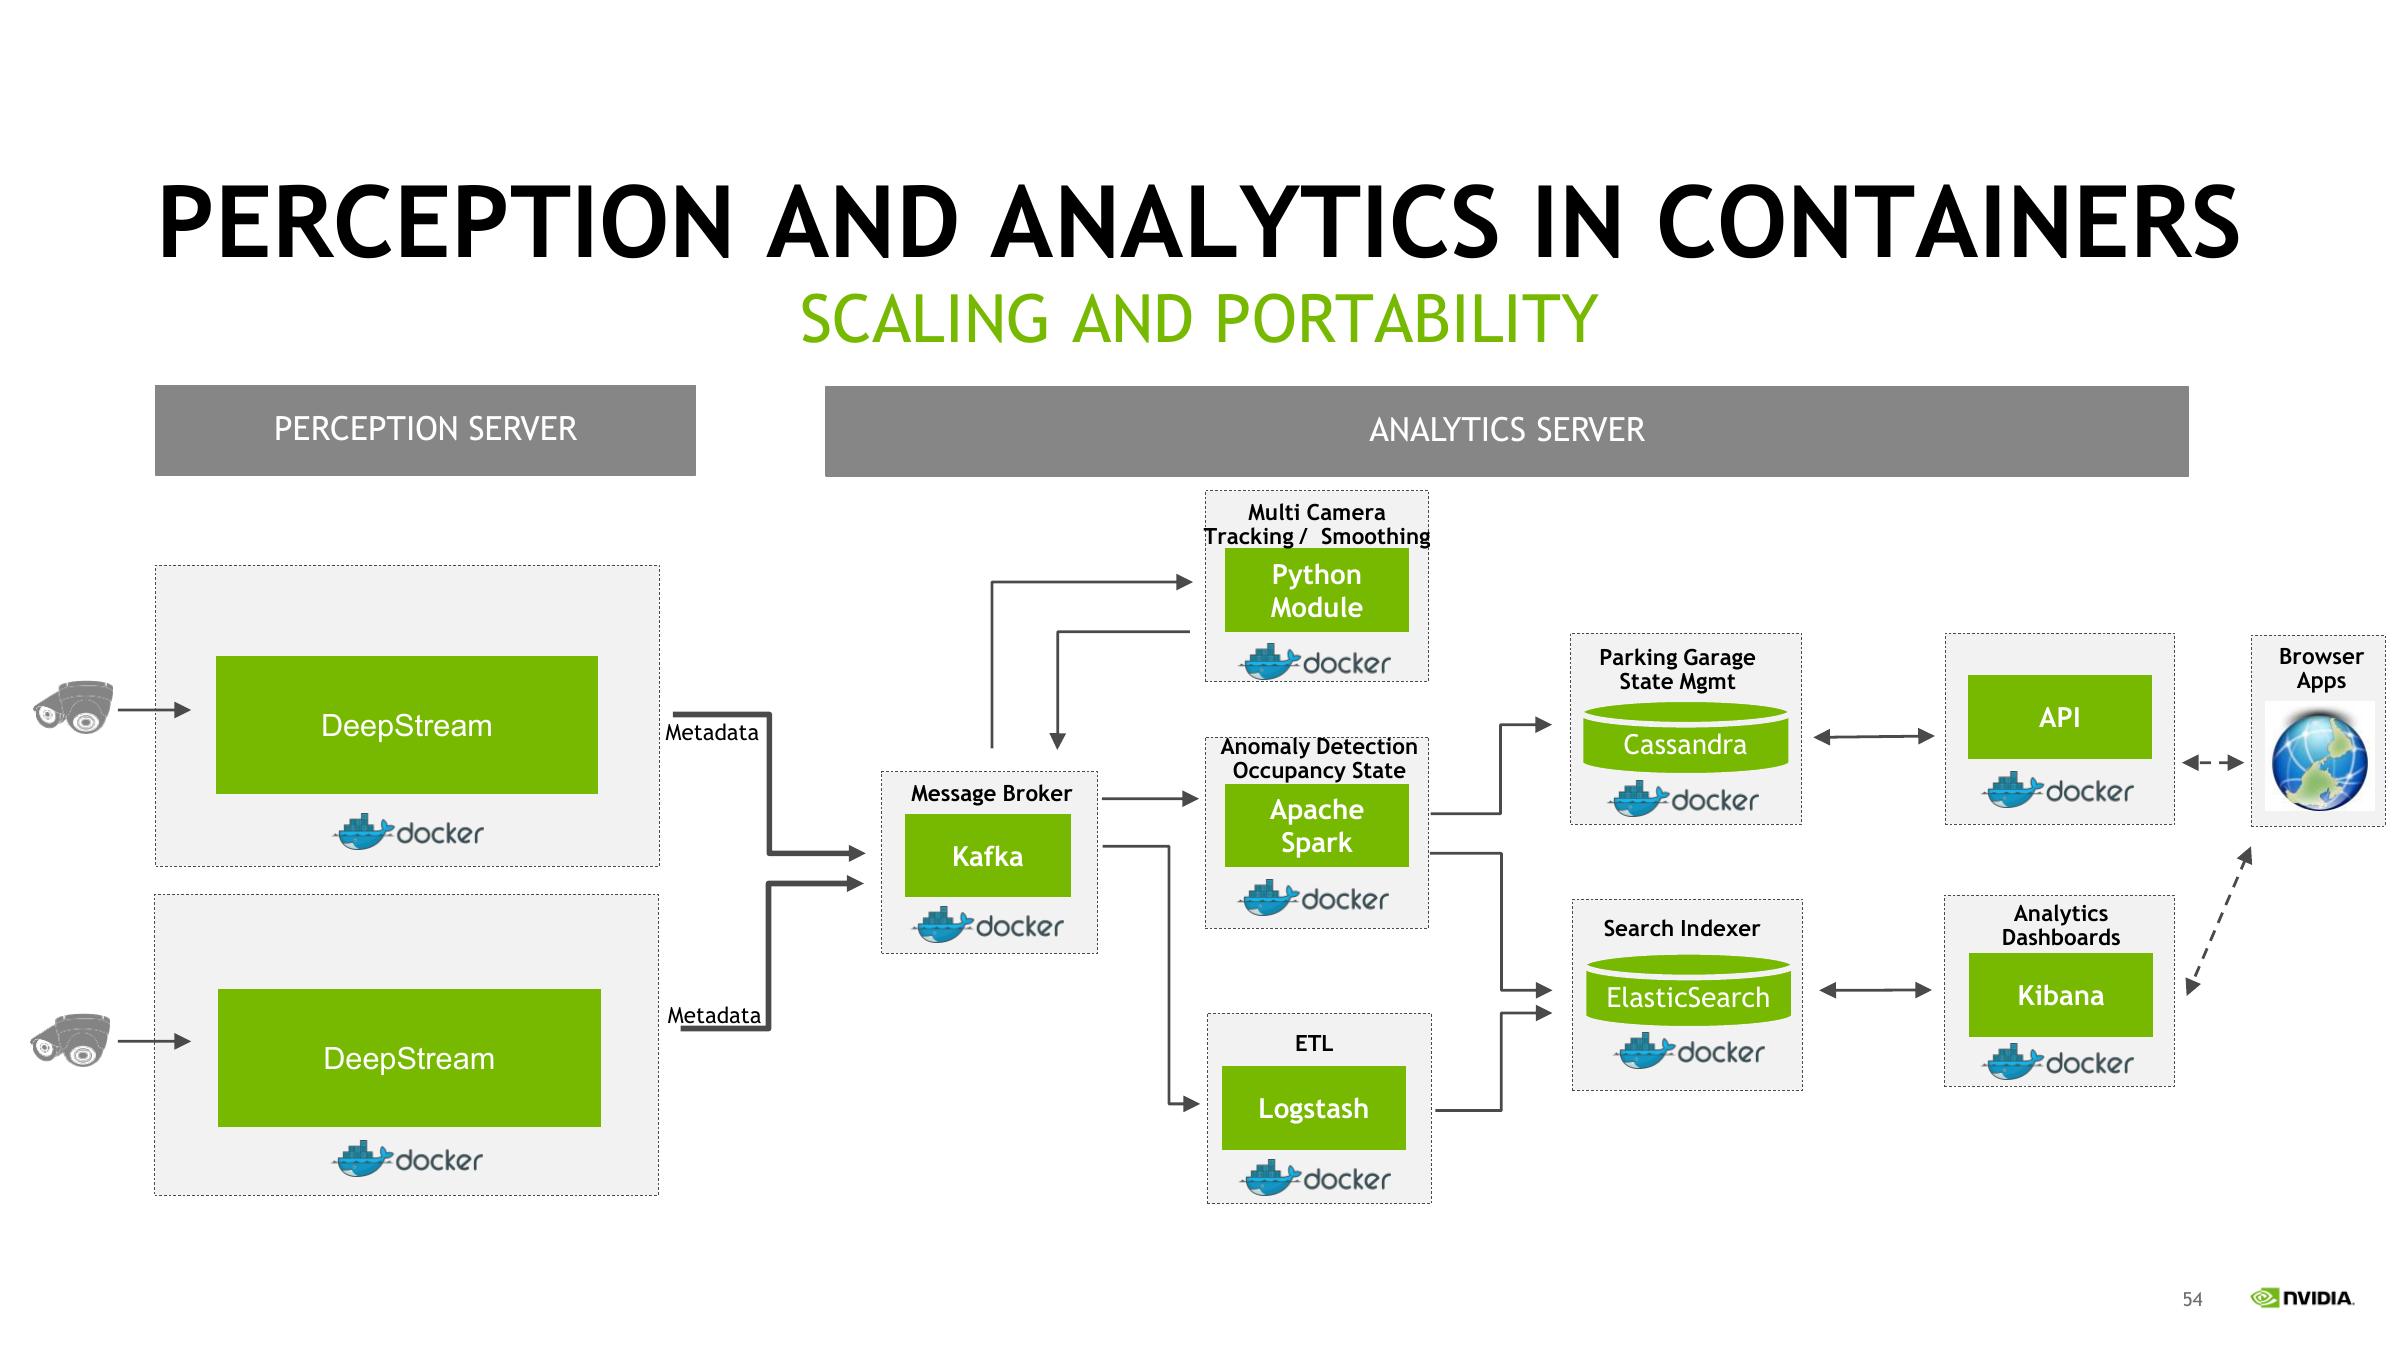 PERCEPTION AND ANALYTICS IN CONTAINERS
SCALING AND PORTABILITY
PERCEPTION SERVER
ANALYTICS SERVER
DeepStream
docker
Metadata
DeepStream
docker
Metadata
Message Broker
Kafka
docker
Multi Camera
Tracking / Smoothing
Python
Module
docker
Anomaly Detection
Occupancy State
Apache
Spark
docker
ETL
Logstash
docker
Parking Garage
State Mgmt
Cassandra
docker
Search Indexer
ElasticSearch
docker
API
docker
Analytics
Dashboards
Kibana
docker
Browser
Apps
54
NVIDIA.